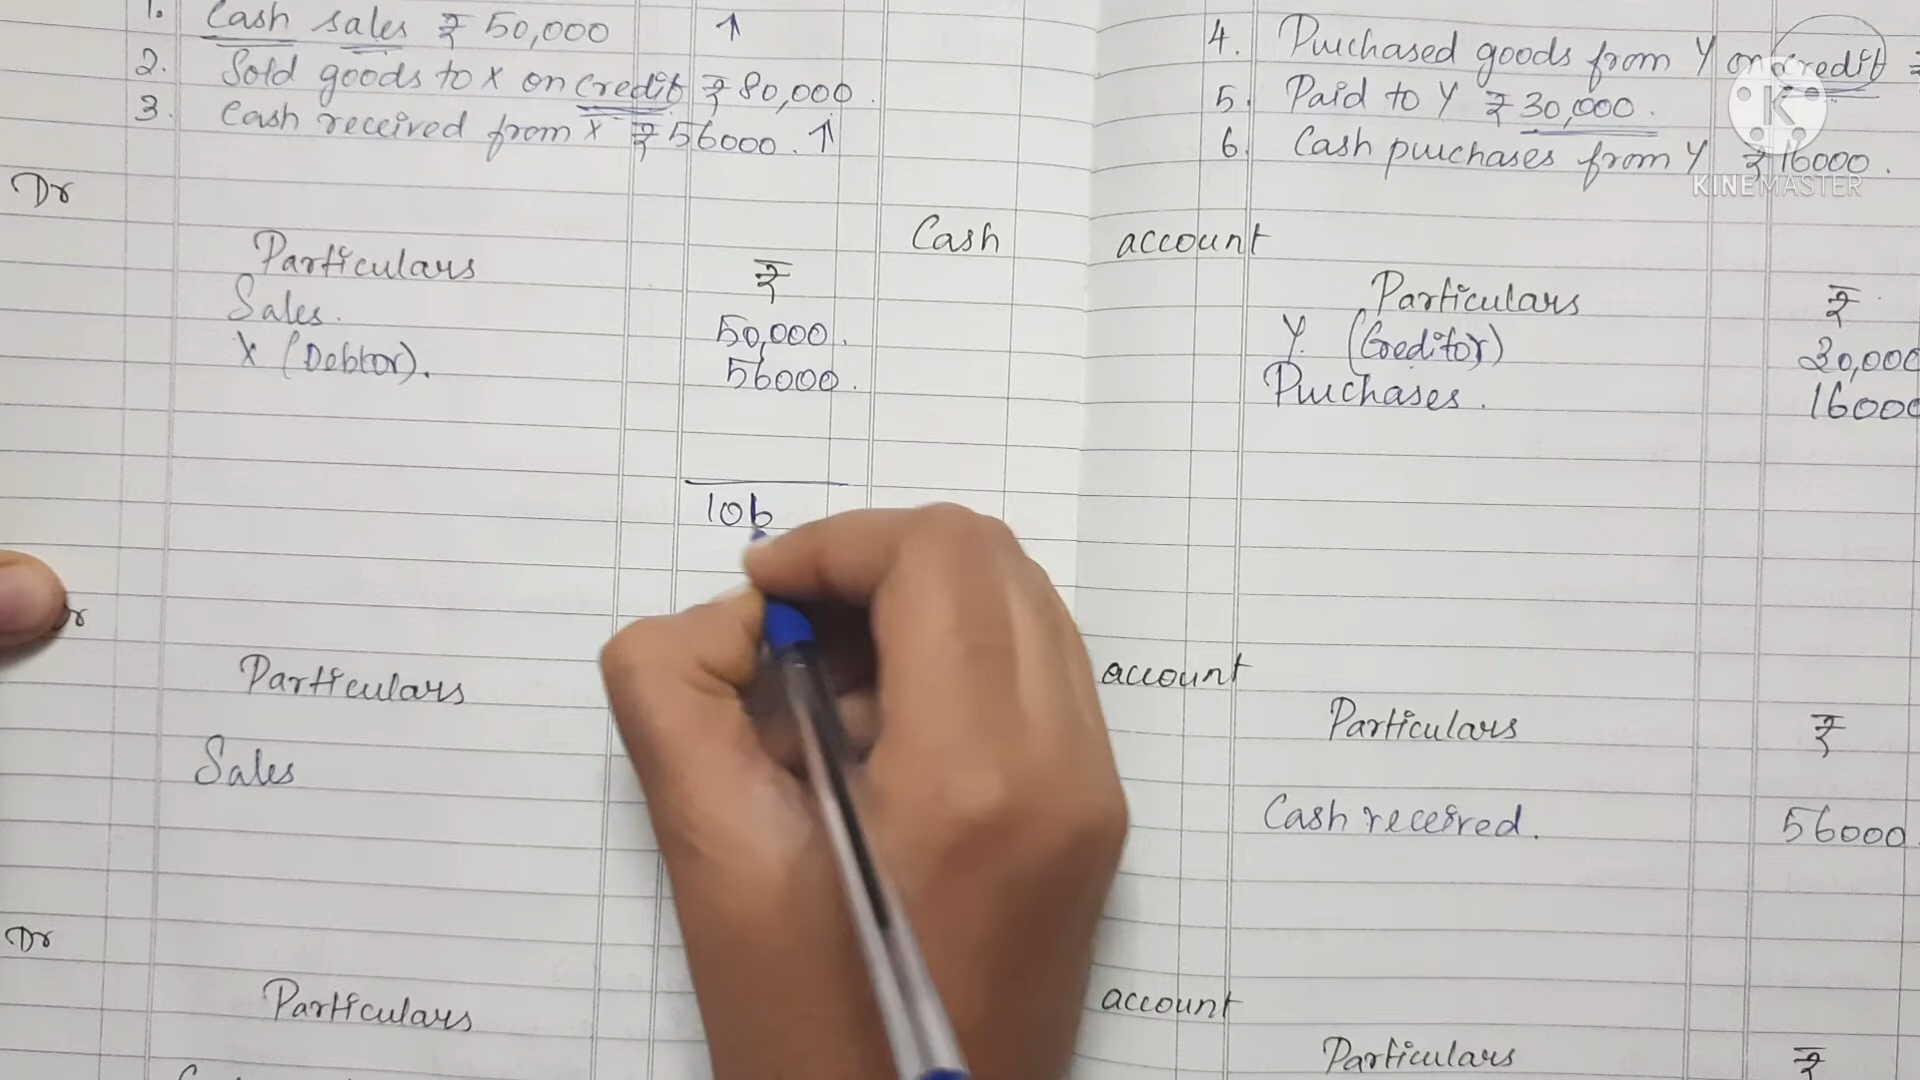 1. Cash sales ₹ 50,000 ↑
2. Sold goods to X on credit ₹ 80,000.
3. Cash received from X ₹ 56000. ↑
4. Purchased goods from Y on credit ₹
5. Paid to Y ₹ 30,000.
6. Cash purchases from Y ₹ 16000.
KINEMASTER
Dr
Cash account
Particulars ₹
Sales. 50,000.
X (Debtor). 56000.
106
Particulars ₹
Y. (Creditor) 30,000
Purchases. 16000
account
Particulars
Sales
Particulars ₹
Cash received. 56000
Dr
account
Particulars
Particulars ₹